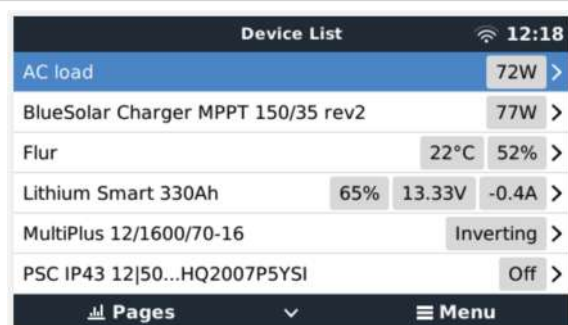 Device List 12:18
AC load 72W
BlueSolar Charger MPPT 150/35 rev2 77W
Flur 22°C 52%
Lithium Smart 330Ah 65% 13.33V -0.4A
MultiPlus 12/1600/70-16 Inverting
PSC IP43 12|50...HQ2007P5YSI Off
Pages Menu